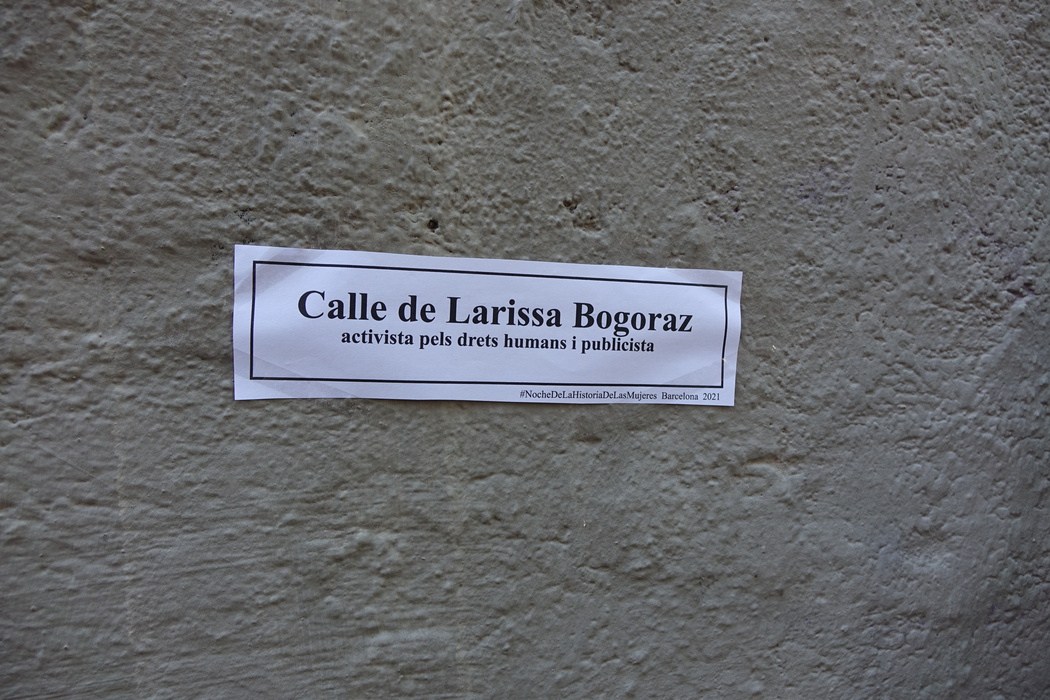 Calle de Larissa Bogoraz
activista pels drets humans i publicista
#NocheDeLaHistoriaDeLasMujeres Barcelona 2021